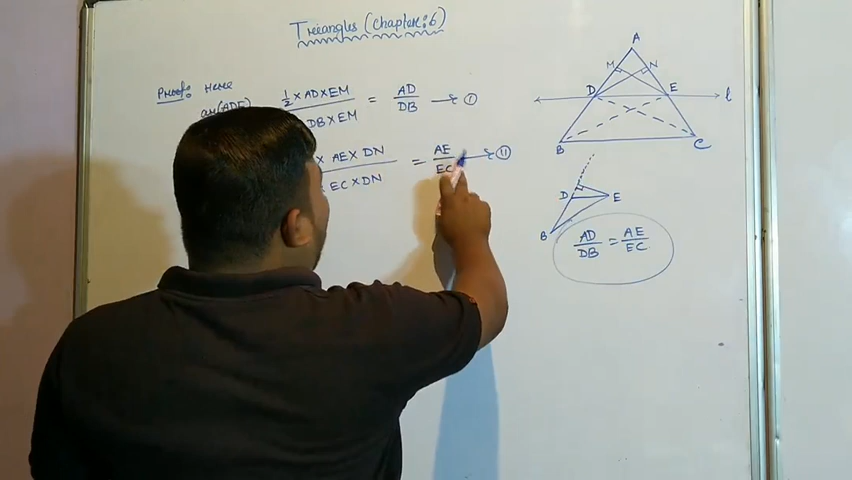 Triangles (Chapter: 6)
Proof: Here
ar(ADE)
½ × AD × EM = AD —— ①
DB × EM DB
× AE × DN = AE —— ⑪
EC × DN EC
A
M N
D E l
B C
D E
B
AD = AE
DB EC